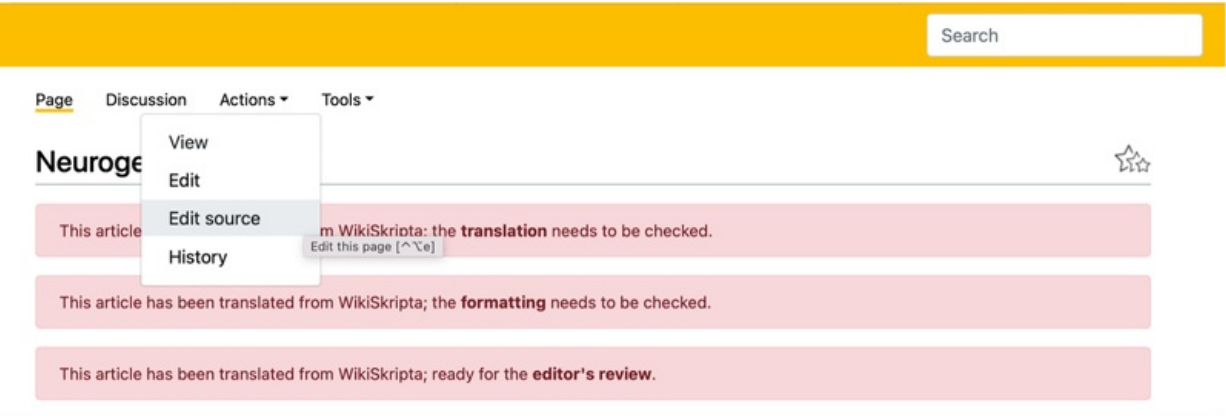 Search
Page Discussion Actions Tools
View
Neuroge
Edit
Edit source
This article m WikiSkripta; the translation needs to be checked.
Edit this page [^⌥e]
History
This article has been translated from WikiSkripta; the formatting needs to be checked.
This article has been translated from WikiSkripta; ready for the editor's review.